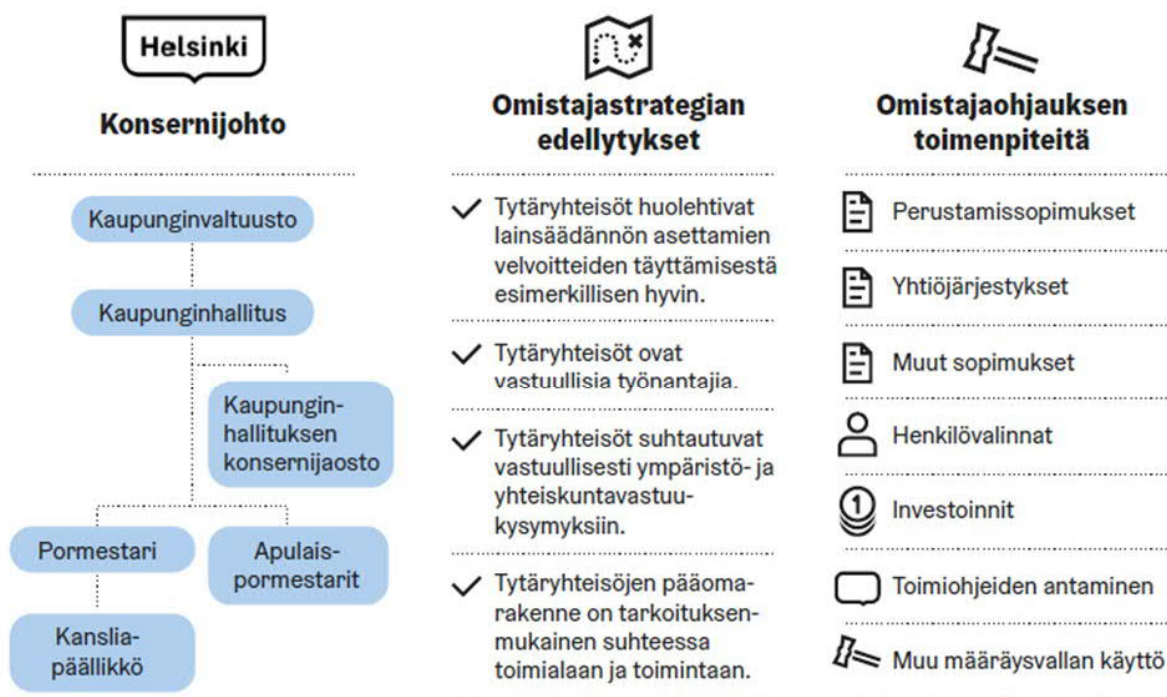 Helsinki
Konsernijohto
Kaupunginvaltuusto
Kaupunginhallitus
Kaupungin-
hallituksen
konsernijaosto
Pormestari
Apulais-
pormestarit
Kanslia-
päällikkö
Omistajastrategian
edellytykset
Tytäryhteisöt huolehtivat
lainsäädännön asettamien
velvoitteiden täyttämisestä
esimerkillisen hyvin.
Tytäryhteisöt ovat
vastuullisia työnantajia.
Tytäryhteisöt suhtautuvat
vastuullisesti ympäristö- ja
yhteiskuntavastuu-
kysymyksiin.
Tytäryhteisöjen pääoma-
rakenne on tarkoituksen-
mukainen suhteessa
toimialaan ja toimintaan.
Omistajaohjauksen
toimenpiteitä
Perustamissopimukset
Yhtiöjärjestykset
Muut sopimukset
Henkilövalinnat
1
Investoinnit
Toimiohjeiden antaminen
Muu määräysvallan käyttö